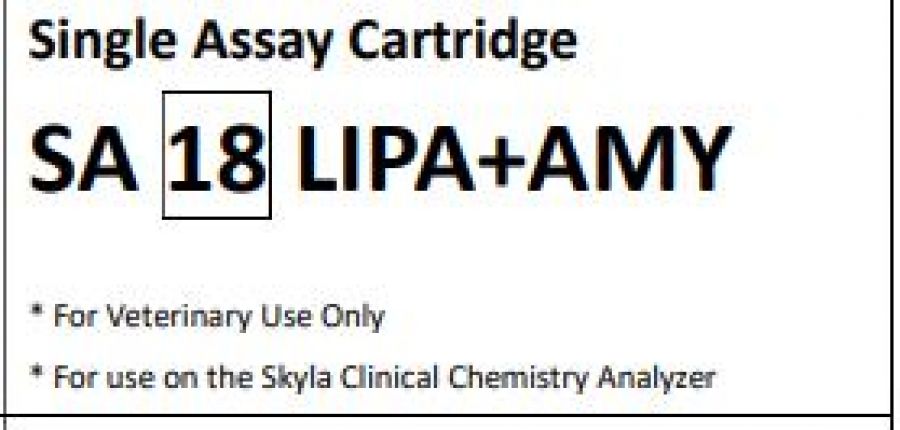 Single Assay Cartridge
SA 18 LIPA+AMY
* For Veterinary Use Only
* For use on the Skyla Clinical Chemistry Analyzer